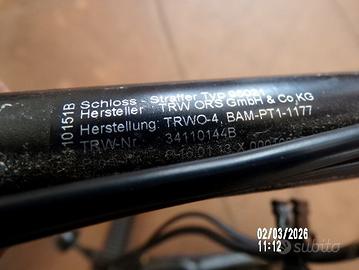 10151B
Schloss - Straffer Typ
Hersteller : TRW ORS GmbH & Co,KG
Herstellung: TRWO-4, BAM-PT1-1177
TRW-Nr 34110144B
02/03/2026
11:12
subito